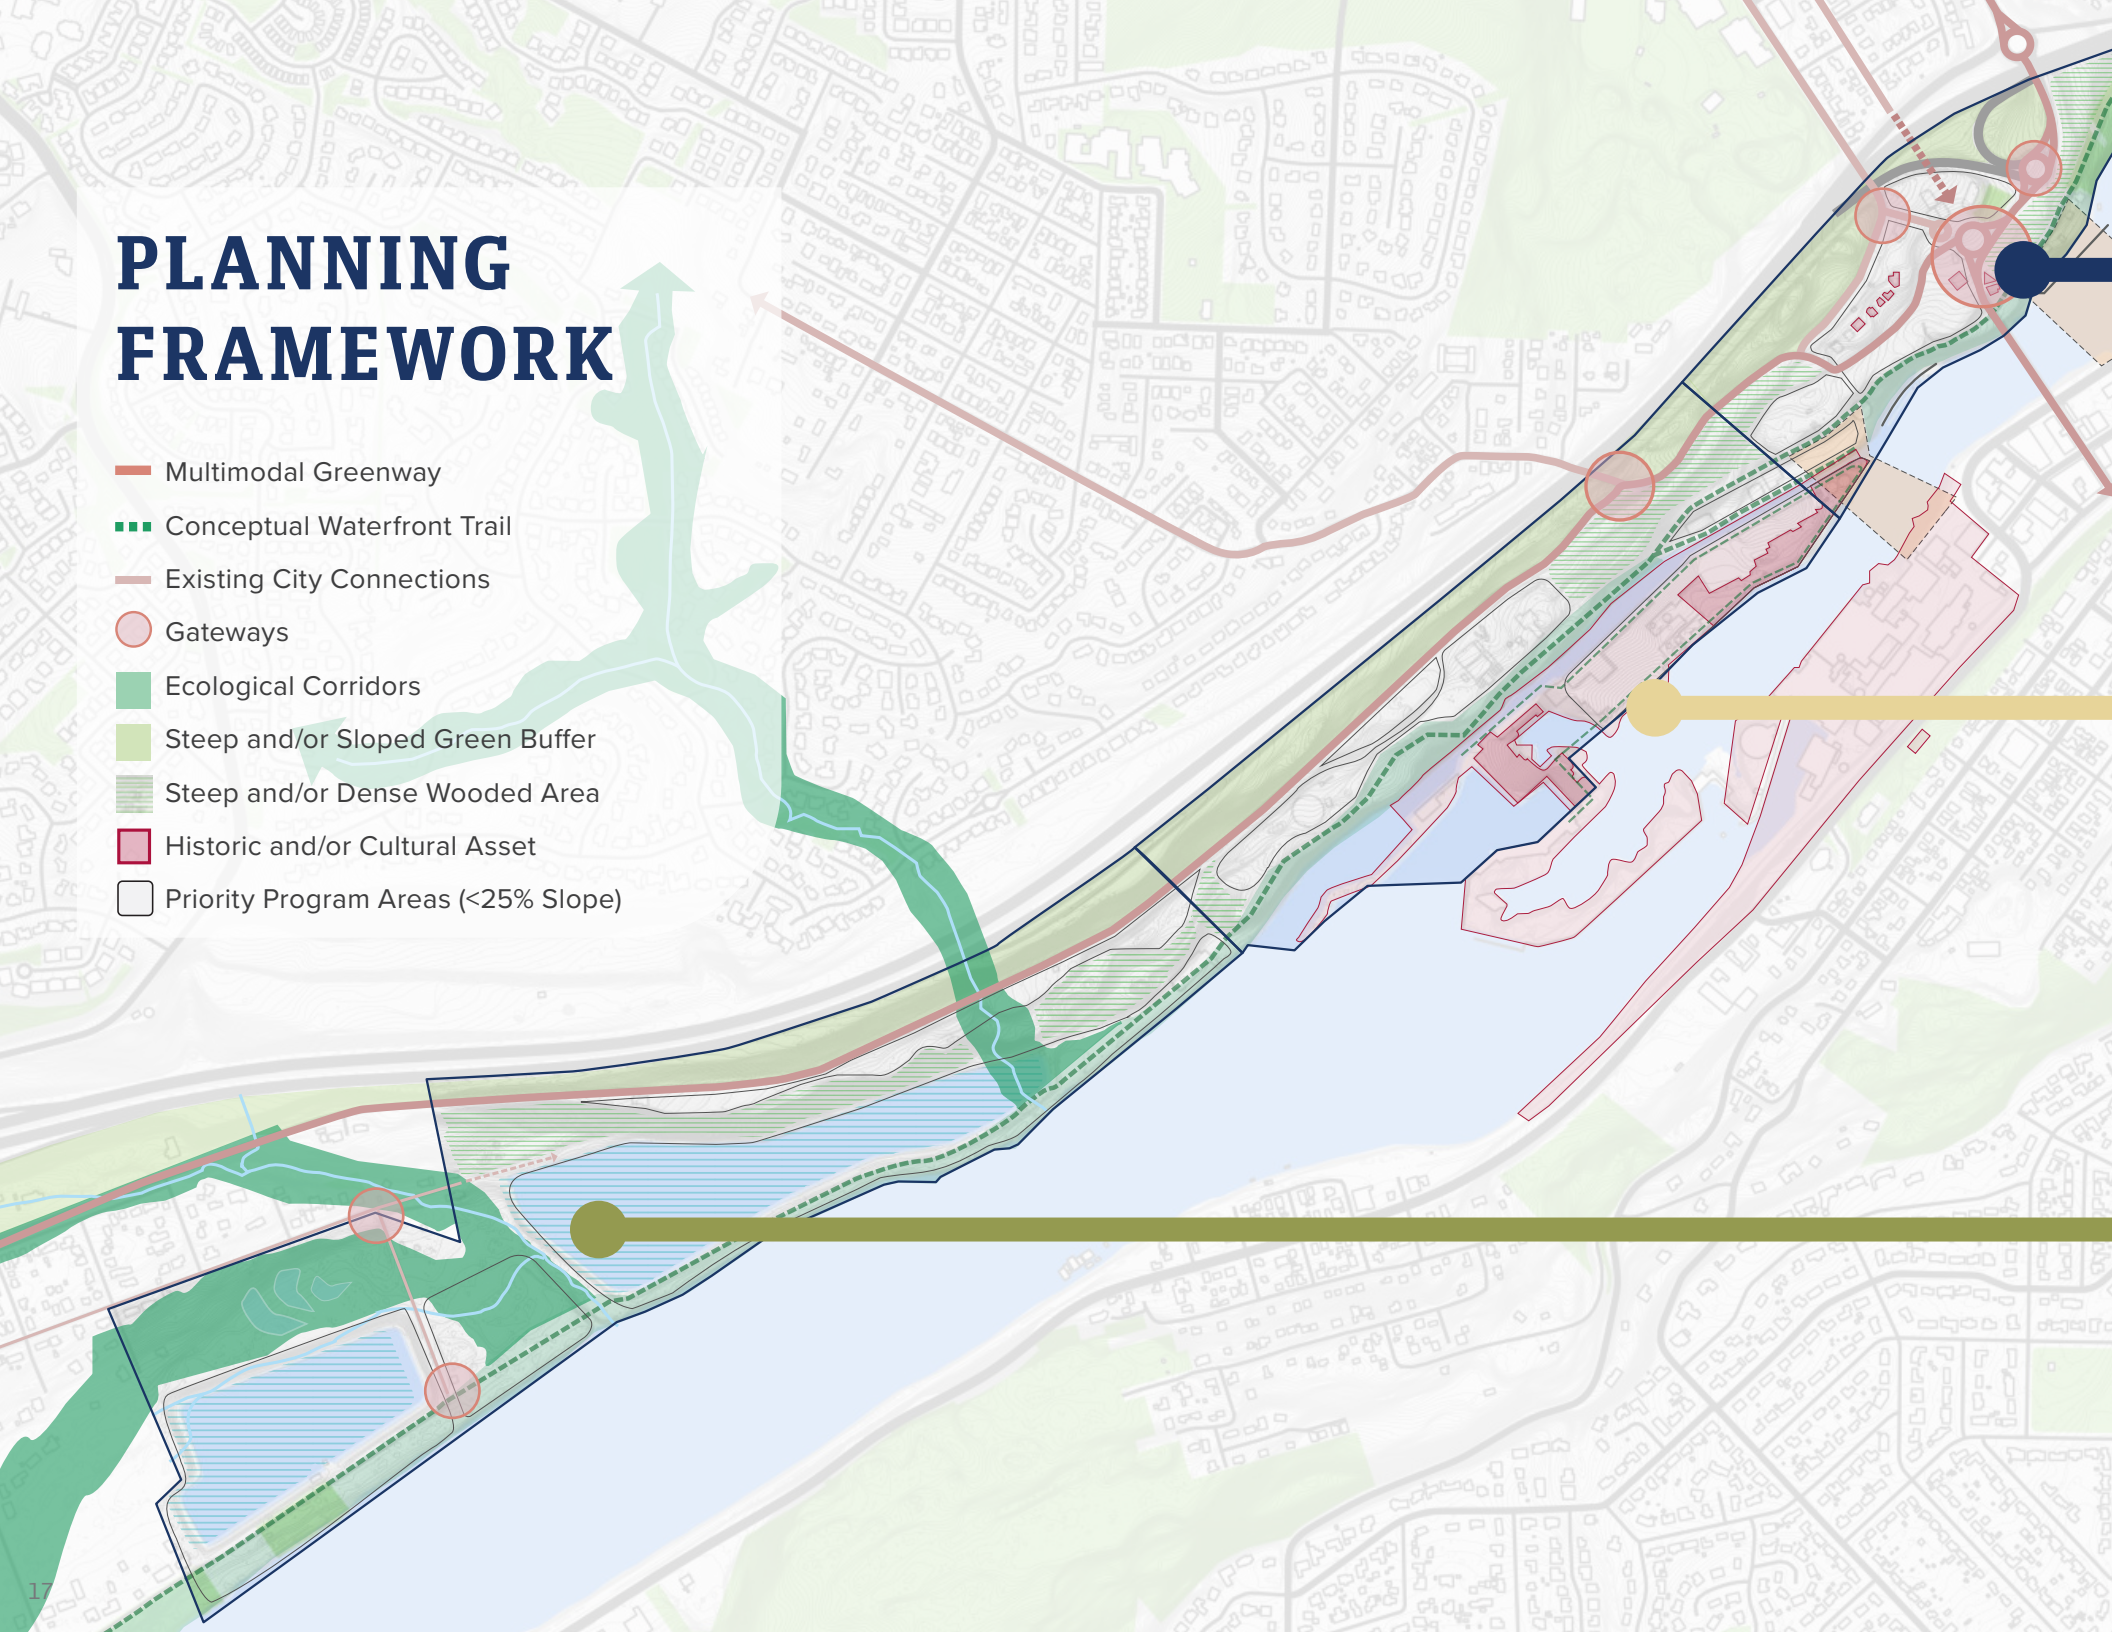 PLANNING
FRAMEWORK
Multimodal Greenway
Conceptual Waterfront Trail
Existing City Connections
Gateways
Ecological Corridors
Steep and/or Sloped Green Buffer
Steep and/or Dense Wooded Area
Historic and/or Cultural Asset
Priority Program Areas (<25% Slope)
17